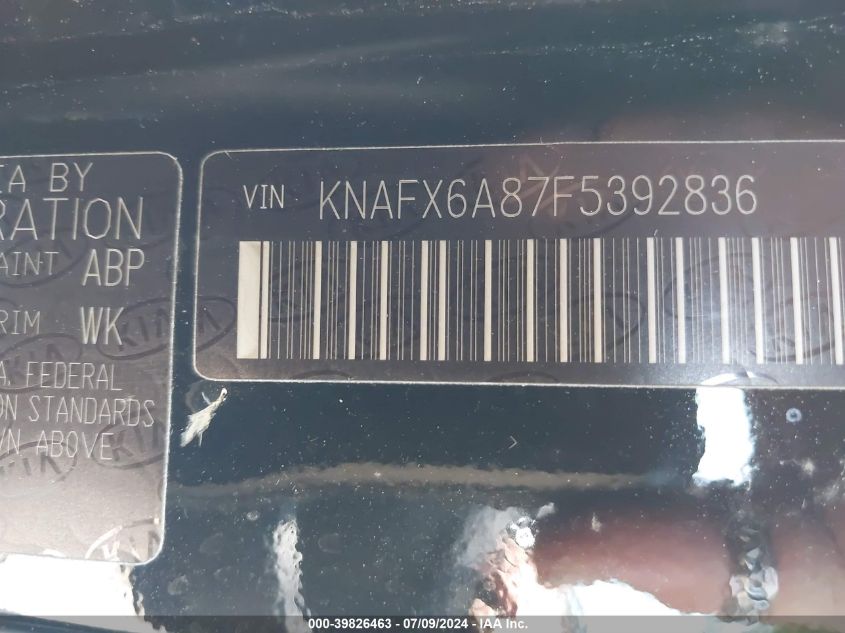 IA BY
RATION
AINT ABP
RIM WK
A. FEDERAL
ON STANDARDS
WN ABOVE
VIN KNAFX6A87F5392836
KIA
000-39826463 - 07/09/2024 - IAA Inc.